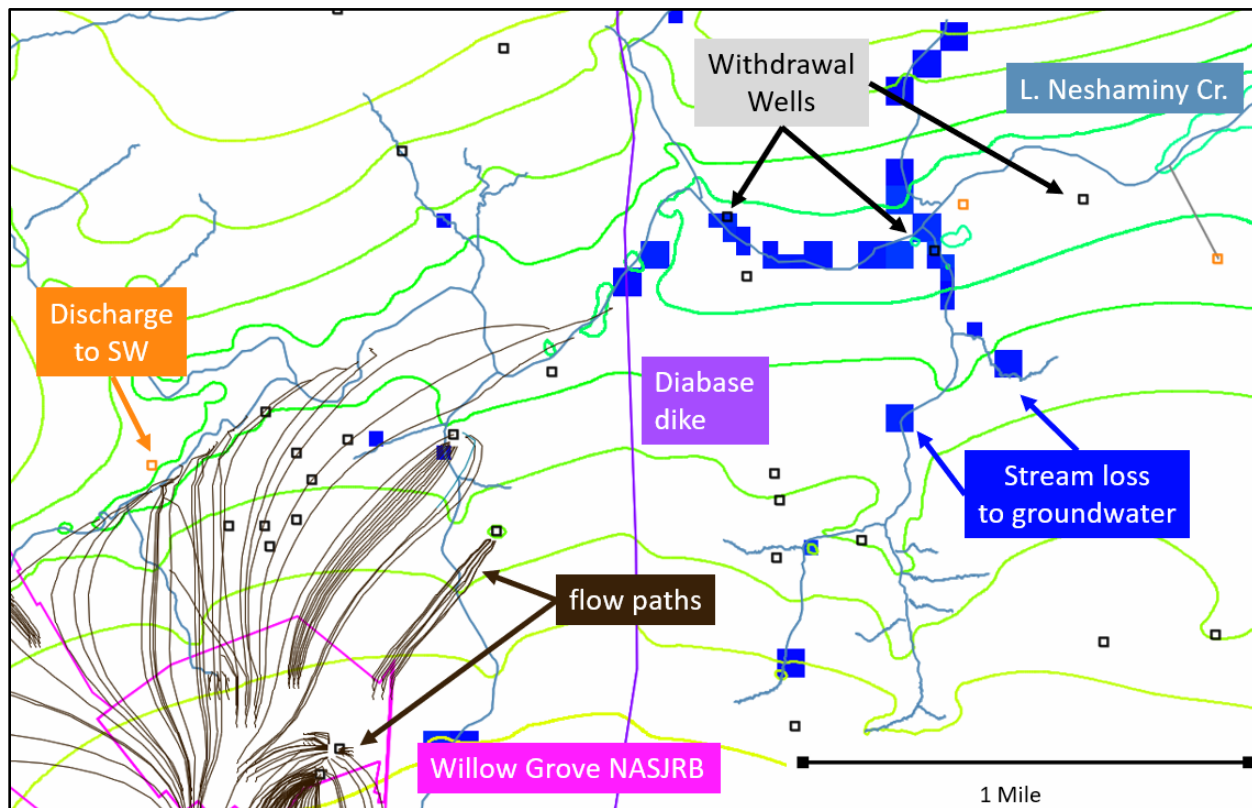 Withdrawal
Wells
L. Neshaminy Cr.
Discharge
to SW
Diabase
dike
Stream loss
to groundwater
flow paths
Willow Grove NASJRB
1 Mile